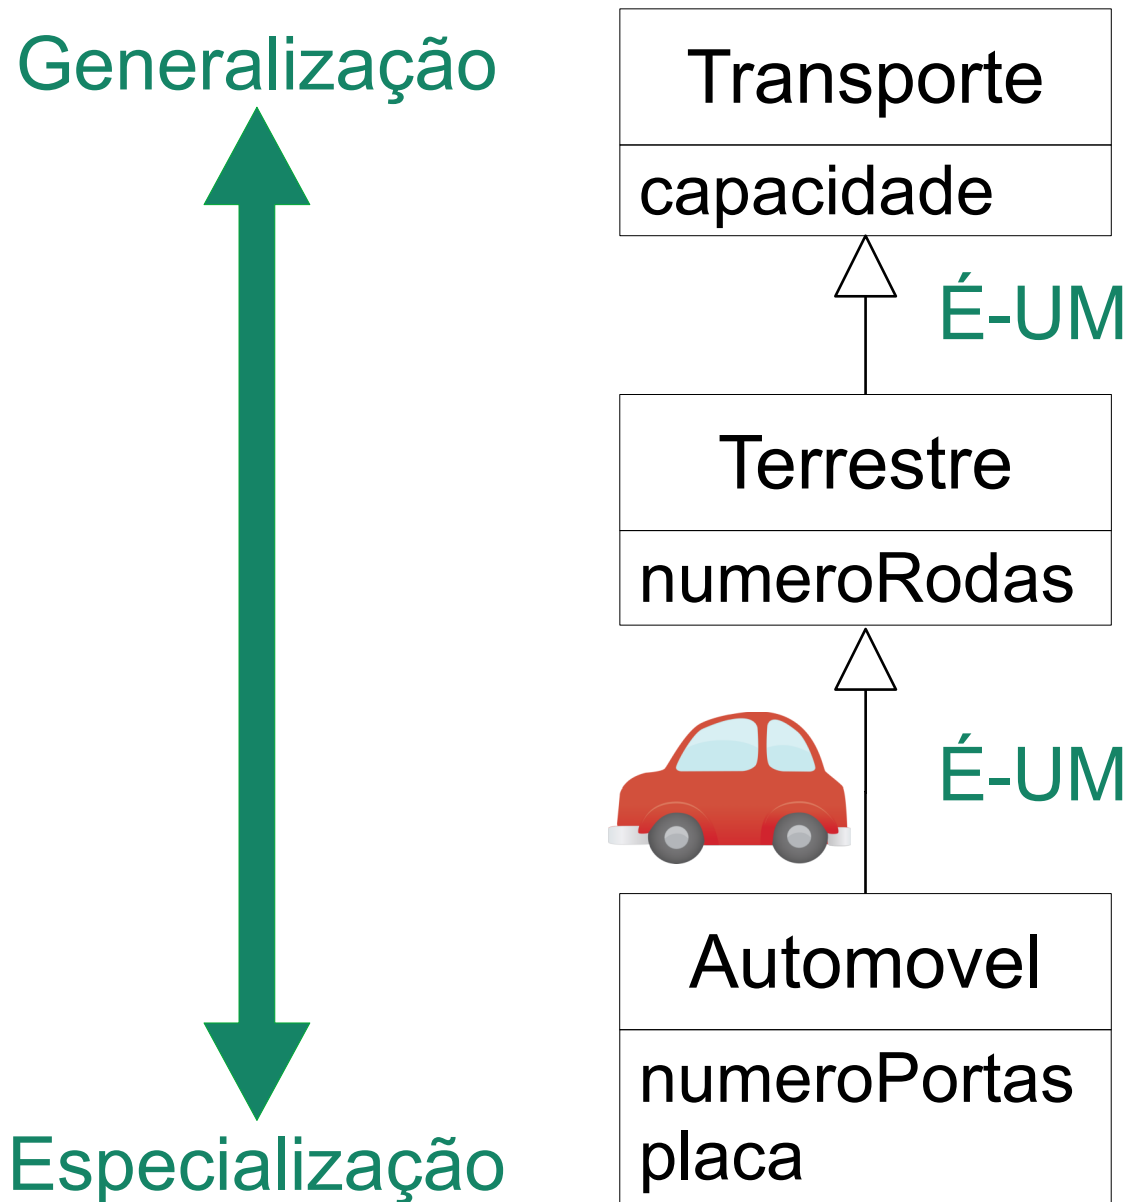 Generalização
Transporte
capacidade
É-UM
Terrestre
numeroRodas
É-UM
Automovel
numeroPortas
placa
Especialização